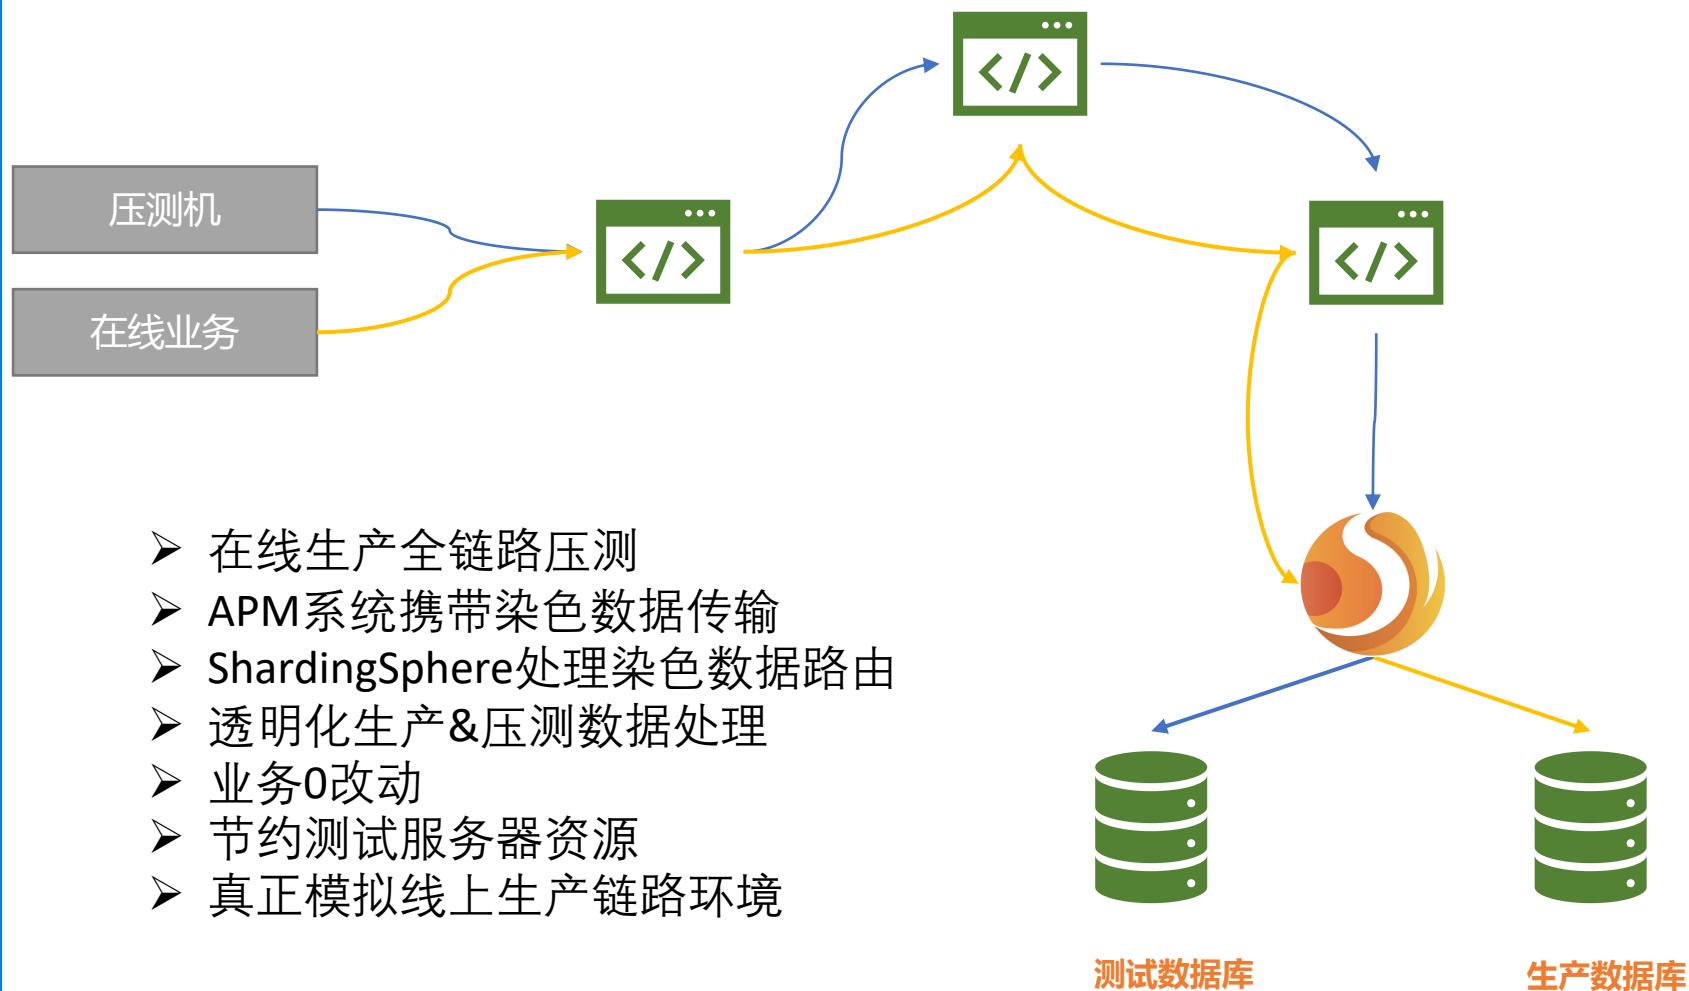 压测机
在线业务
在线生产全链路压测
APM系统携带染色数据传输
ShardingSphere处理染色数据路由
透明化生产&压测数据处理
业务0改动
节约测试服务器资源
真正模拟线上生产链路环境
测试数据库
生产数据库